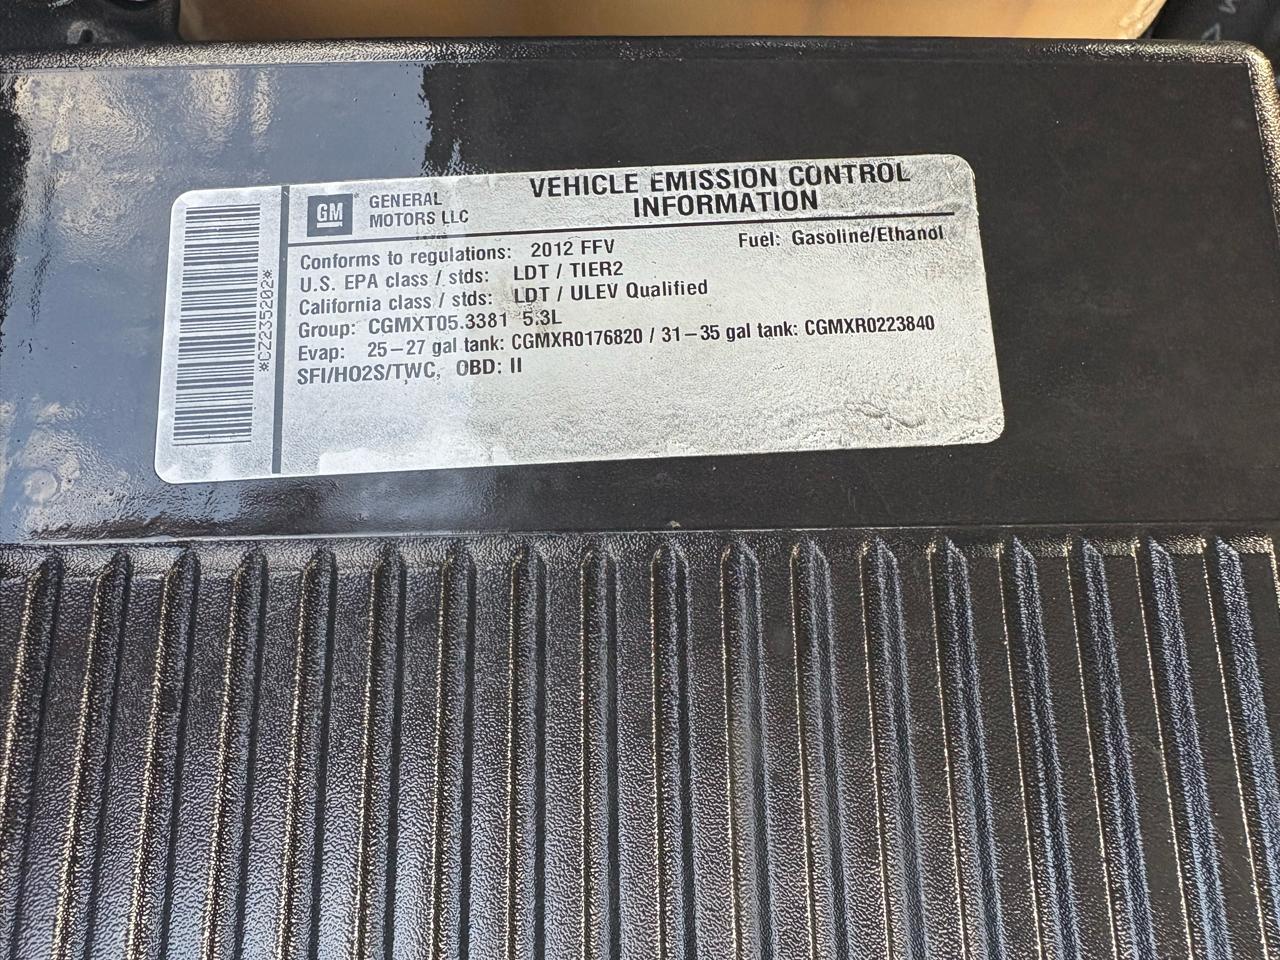 *CZ235202*
GM
GENERAL
MOTORS LLC
VEHICLE EMISSION CONTROL
INFORMATION
Conforms to regulations: 2012 FFV
Fuel: Gasoline/Ethanol
U.S. EPA class / stds: LDT / TIER2
California class / stds: LDT / ULEV Qualified
Group: CGMXT05.3381 5.3L
Evap: 25–27 gal tank: CGMXR0176820 / 31–35 gal tank: CGMXR0223840
SFI/HO2S/TWC, OBD: II